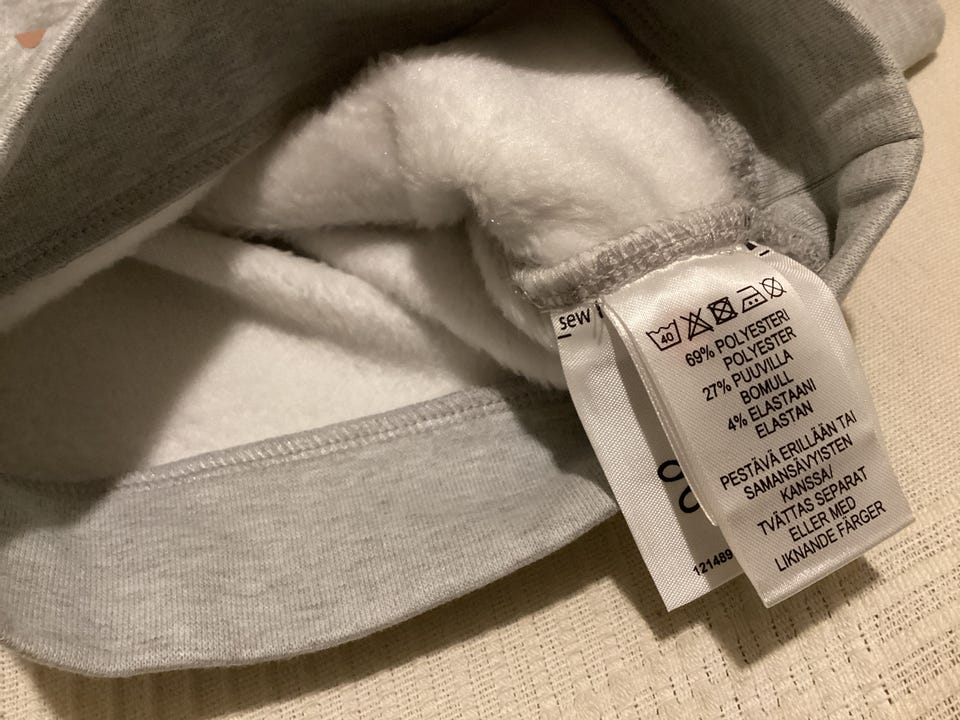 sew
40
69% POLYESTERI
POLYESTER
27% PUUVILLA
BOMULL
4% ELASTAANI
ELASTAN
PESTÄVÄ ERILLÄÄN TAI
SAMANSÄVYISTEN
KANSSA/
TVÄTTAS SEPARAT
ELLER MED
LIKNANDE FÄRGER
121489